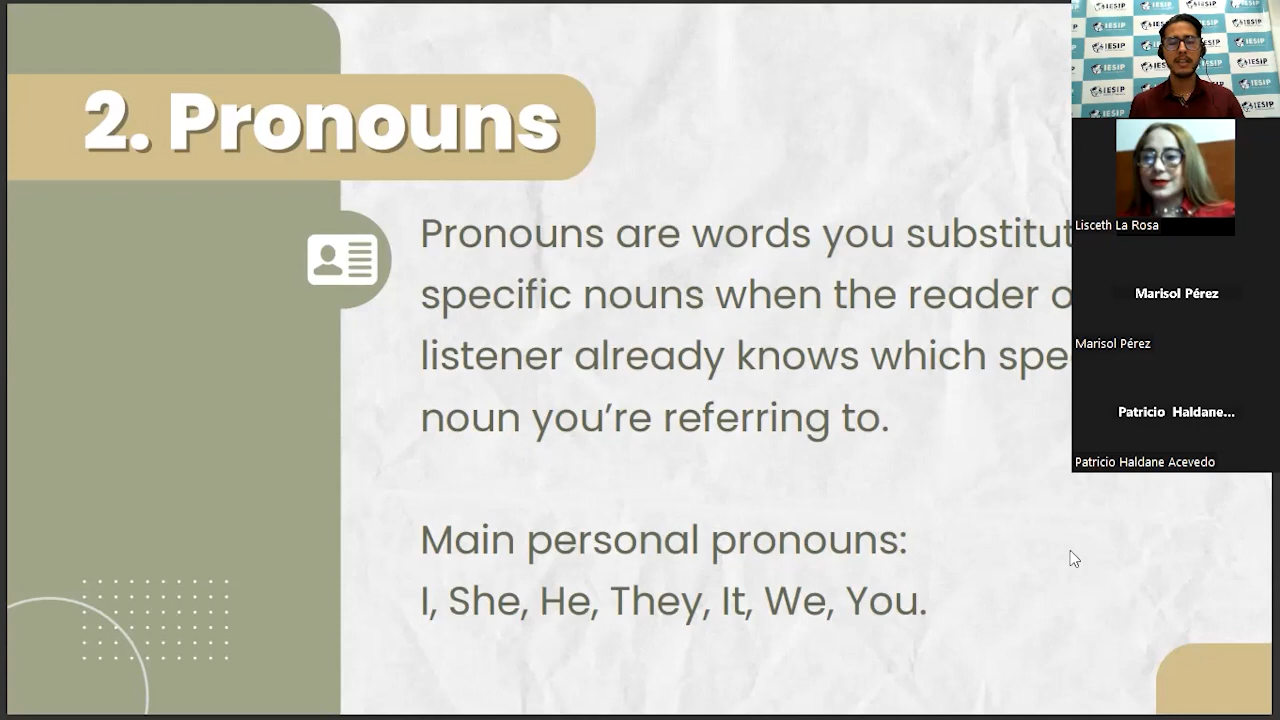 2. Pronouns
Pronouns are words you substitut
specific nouns when the reader o
listener already knows which spe
noun you're referring to.
Main personal pronouns:
I, She, He, They, It, We, You.
IESIP
Lisceth La Rosa
Marisol Pérez
Marisol Pérez
Patricio Haldane...
Patricio Haldane Acevedo